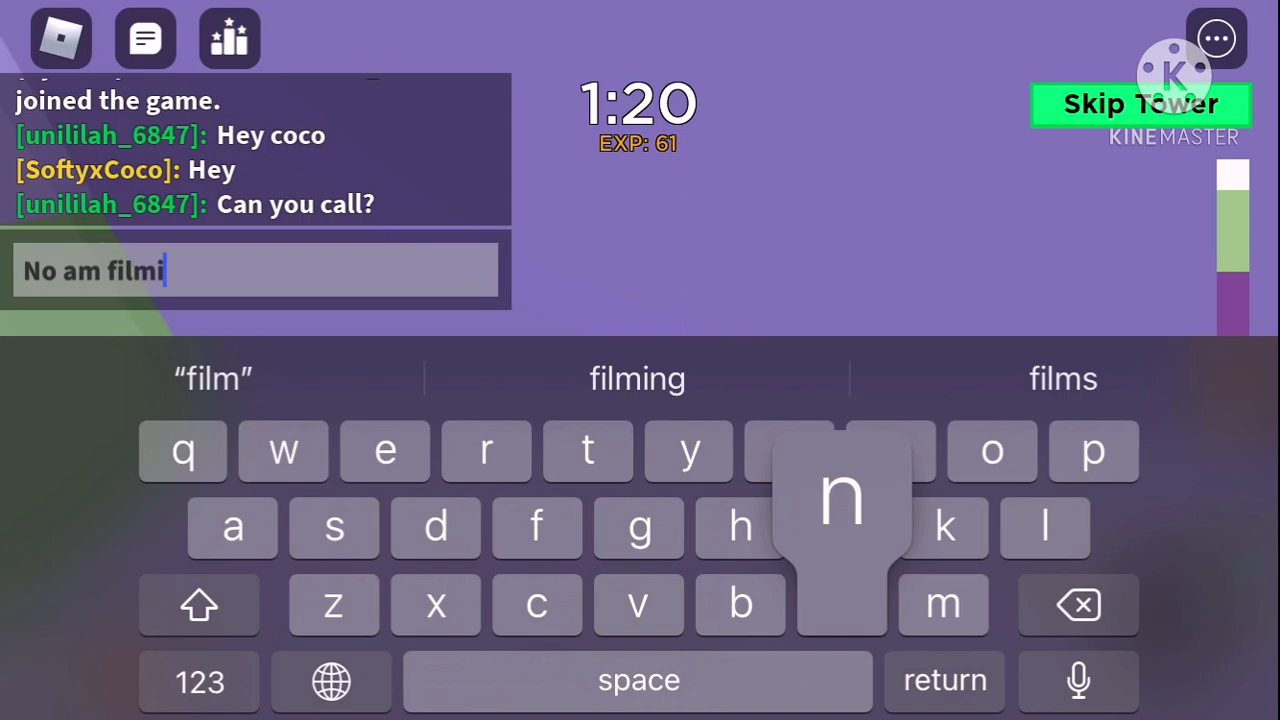 joined the game.
[unililah_6847]: Hey coco
[SoftyxCoco]: Hey
[unililah_6847]: Can you call?
No am filmi
1:20
EXP: 61
Skip Tower
K
KINEMASTER
“film” filming films
q w e r t y o p
a s d f g h k l
n
z x c v b m
123 space return